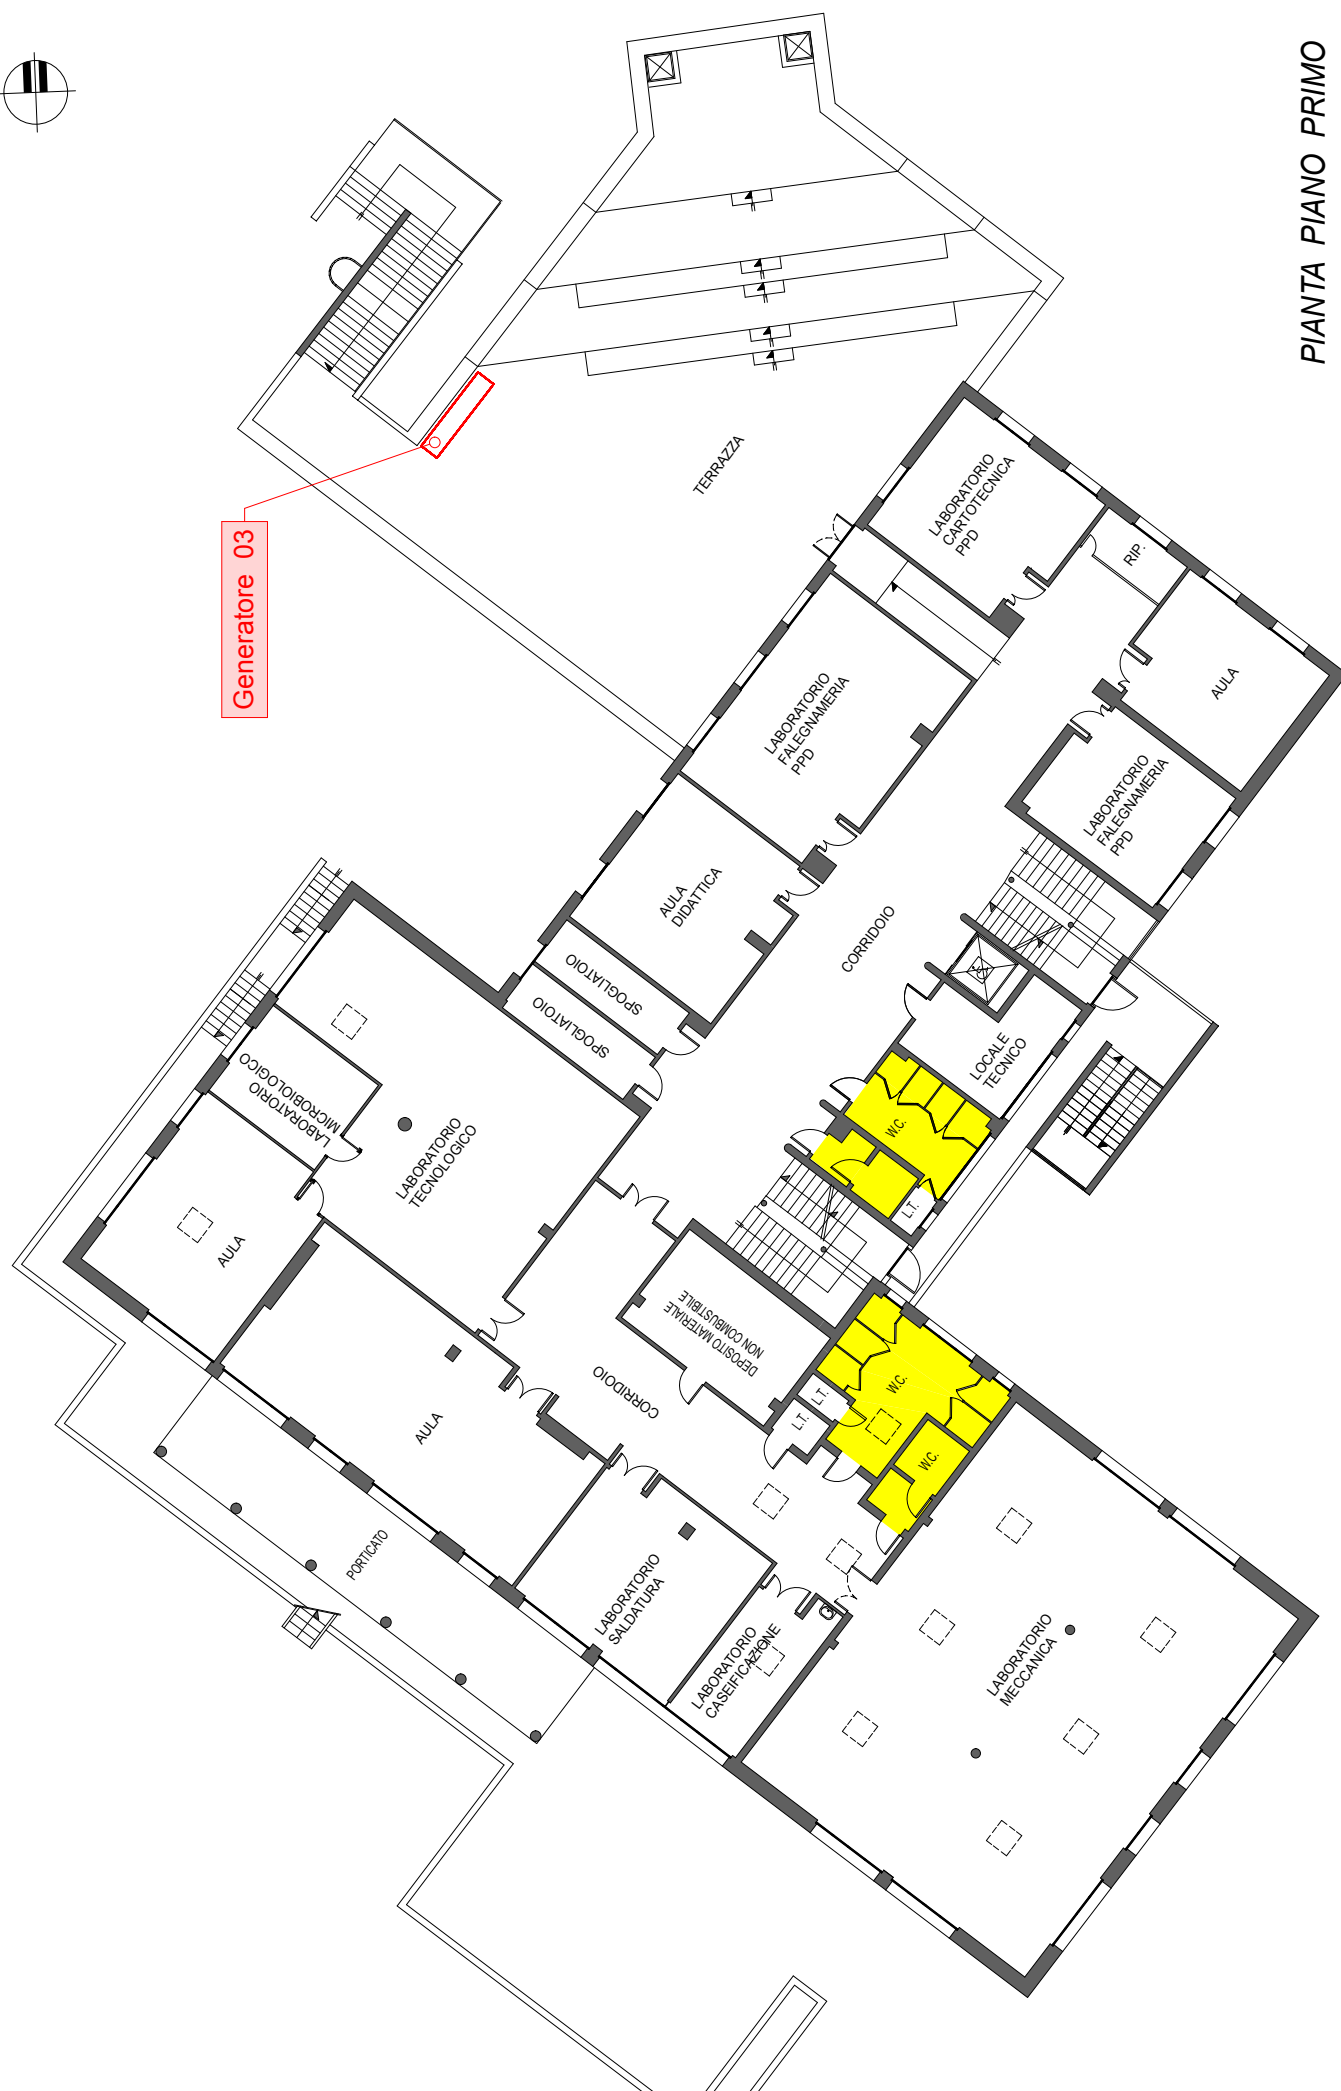 PIANTA PIANO PRIMO
Generatore 03
TERRAZZA
LABORATORIO
CARTOTECNICA
PPD
RIP.
AULA
LABORATORIO
FALEGNAMERIA
PPD
LABORATORIO
FALEGNAMERIA
PPD
AULA
DIDATTICA
CORRIDOIO
SPOGLIATOIO
SPOGLIATOIO
LOCALE
TECNICO
W.C.
L.T.
LABORATORIO
MICROBIOLOGICO
LABORATORIO
TECNOLOGICO
AULA
DEPOSITO MATERIALE
NON COMBUSTIBILE
CORRIDOIO
AULA
W.C.
L.T.
L.T.
W.C.
PORTICATO
LABORATORIO
SALDATURA
LABORATORIO
CASEIFICAZIONE
LABORATORIO
MECCANICA